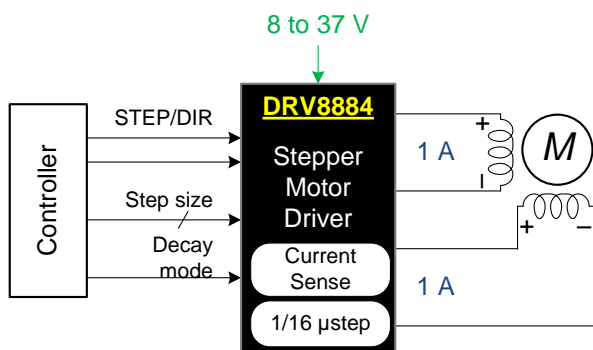 8 to 37 V
Controller
STEP/DIR
Step size
Decay
mode
DRV8884
Stepper
Motor
Driver
Current
Sense
1/16 µstep
+
1 A
−
M
+ −
1 A